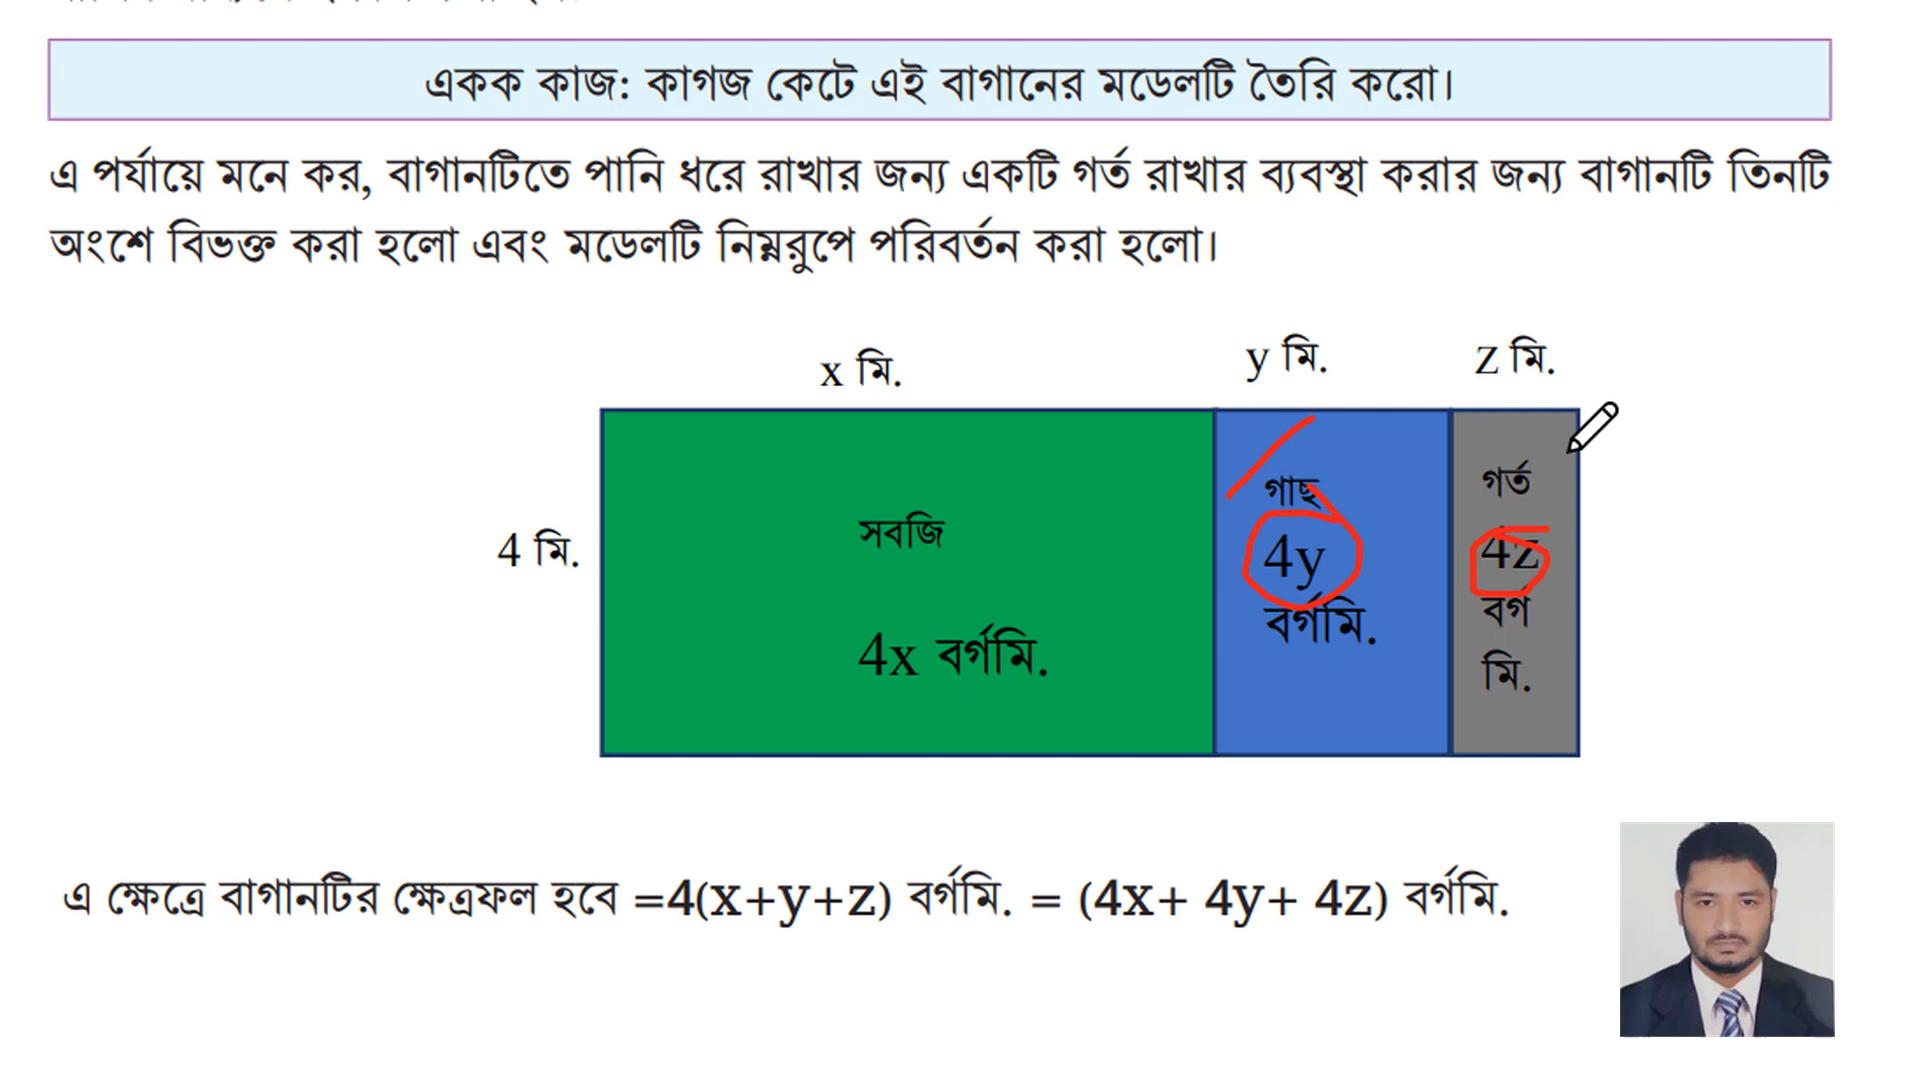 একক কাজ: কাগজ কেটে এই বাগানের মডেলটি তৈরি করো।
এ পর্যায়ে মনে কর, বাগানটিতে পানি ধরে রাখার জন্য একটি গর্ত রাখার ব্যবস্থা করার জন্য বাগানটি তিনটি
অংশে বিভক্ত করা হলো এবং মডেলটি নিম্নরুপে পরিবর্তন করা হলো।
x মি.
y মি.
z মি.
4 মি.
সবজি
4x বর্গমি.
গাছ
4y
বর্গমি.
গর্ত
4z
বর্গ
মি.
এ ক্ষেত্রে বাগানটির ক্ষেত্রফল হবে =4(x+y+z) বর্গমি. = (4x+ 4y+ 4z) বর্গমি.